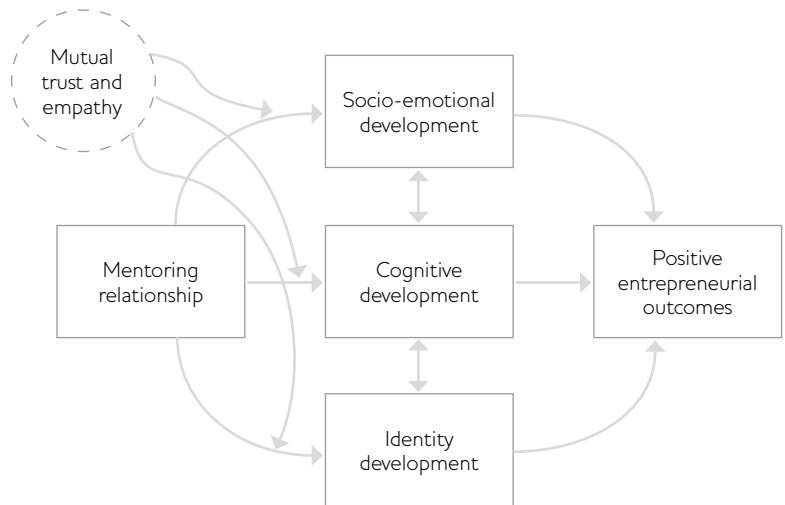 Mutual
trust and
empathy
Socio-emotional
development
Mentoring
relationship
Cognitive
development
Positive
entrepreneurial
outcomes
Identity
development